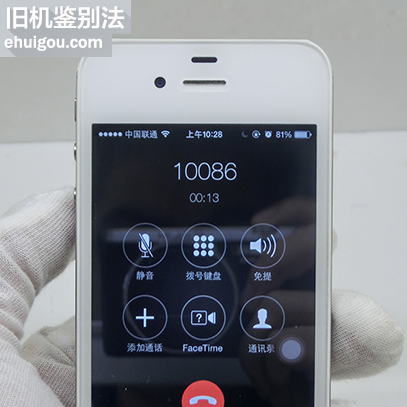 旧机鉴别法
ehuigou.com
中国联通 上午10:28 81%
10086
00:13
静音 拨号键盘 免提
?
添加通话 FaceTime 通讯录